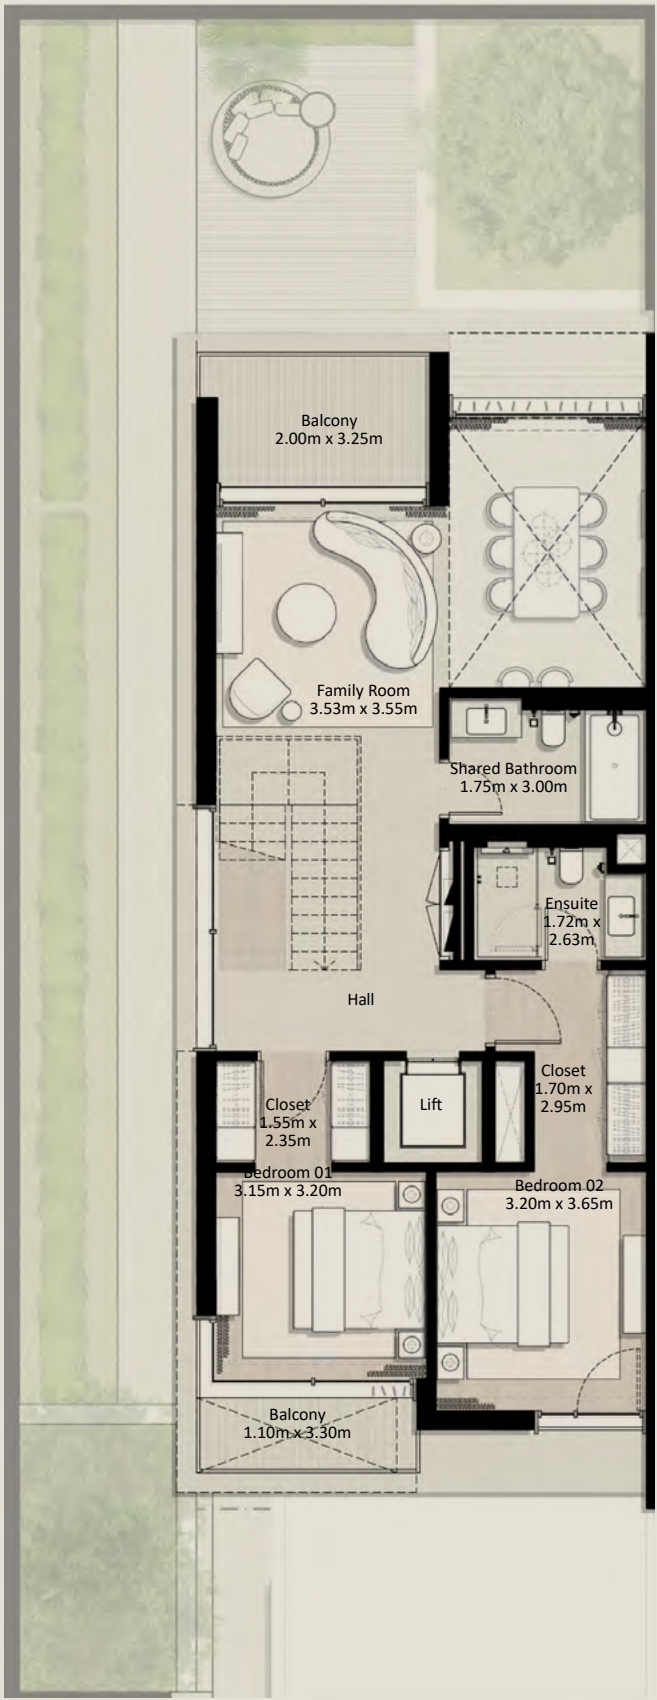 Balcony
2.00m x 3.25m
Family Room
3.53m x 3.55m
Shared Bathroom
1.75m x 3.00m
Ensuite
1.72m x
2.63m
Hall
Closet
1.70m x
2.95m
Closet
1.55m x
2.35m
Lift
Bedroom 01
3.15m x 3.20m
Bedroom 02
3.20m x 3.65m
Balcony
1.10m x 3.30m